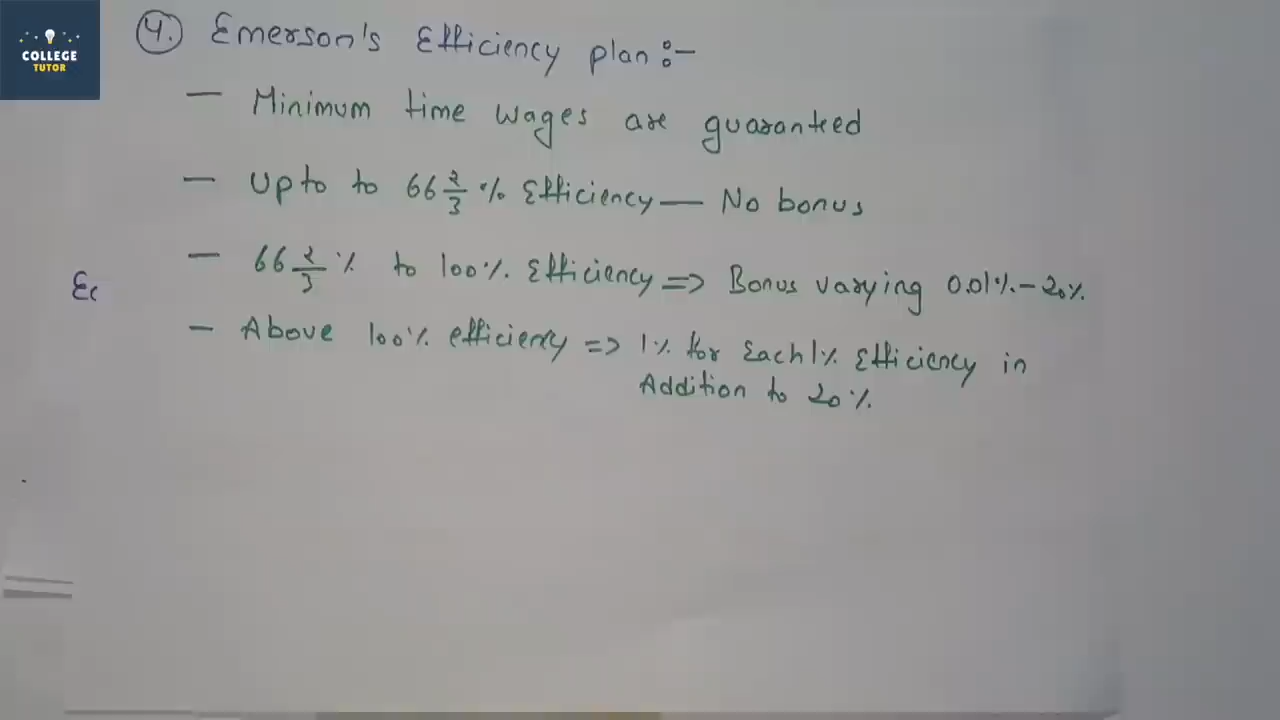 COLLEGE
TUTOR
4. Emerson's Efficiency plan :-
— Minimum time wages are guaranteed
— Upto to 66 2/3 % Efficiency — No bonus
— 66 2/3 % to 100% Efficiency => Bonus varying 0.01% - 20%
— Above 100% efficiency => 1% for Each 1% Efficiency in
Addition to 20%